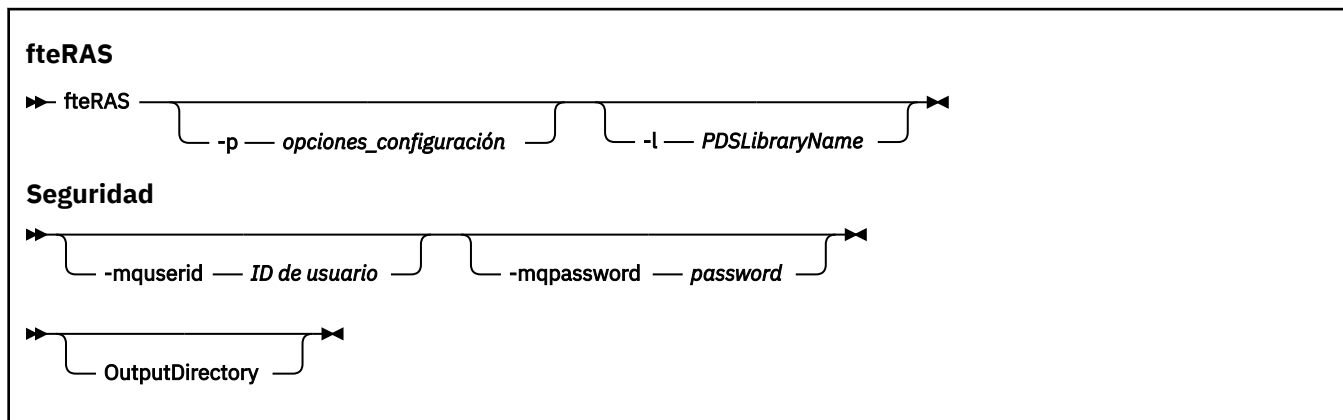 fteRAS
fteRAS
-p opciones_configuración -l PDSLibraryName
Seguridad
-mquserid ID de usuario -mqpassword password
OutputDirectory